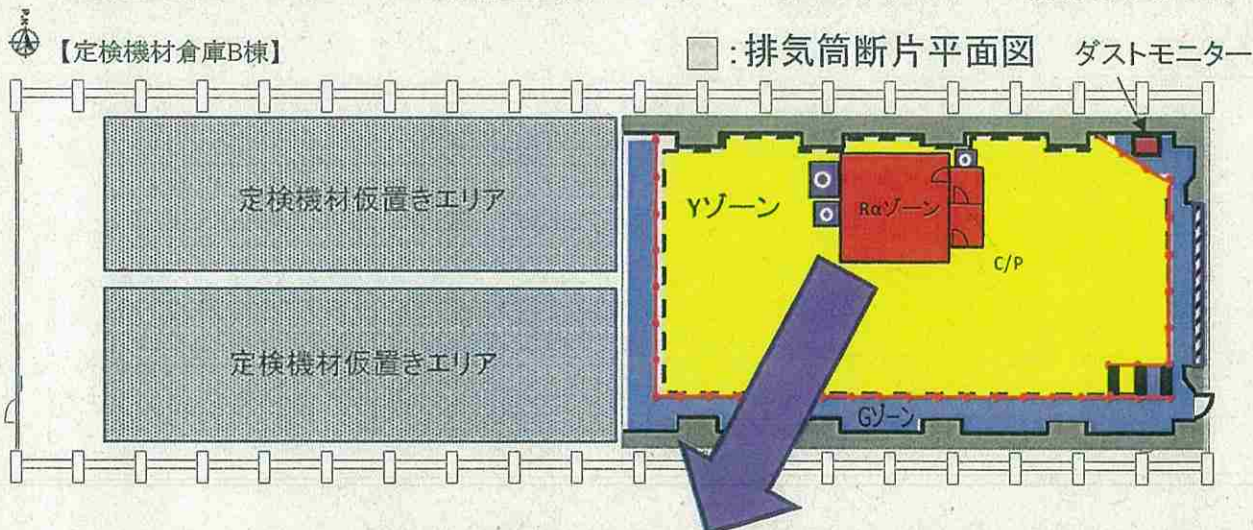 P.N
【定検機材倉庫B棟】
:排気筒断片平面図
ダストモニター
定検機材仮置きエリア
Yゾーン
Rαゾーン
C/P
定検機材仮置きエリア
Gゾーン